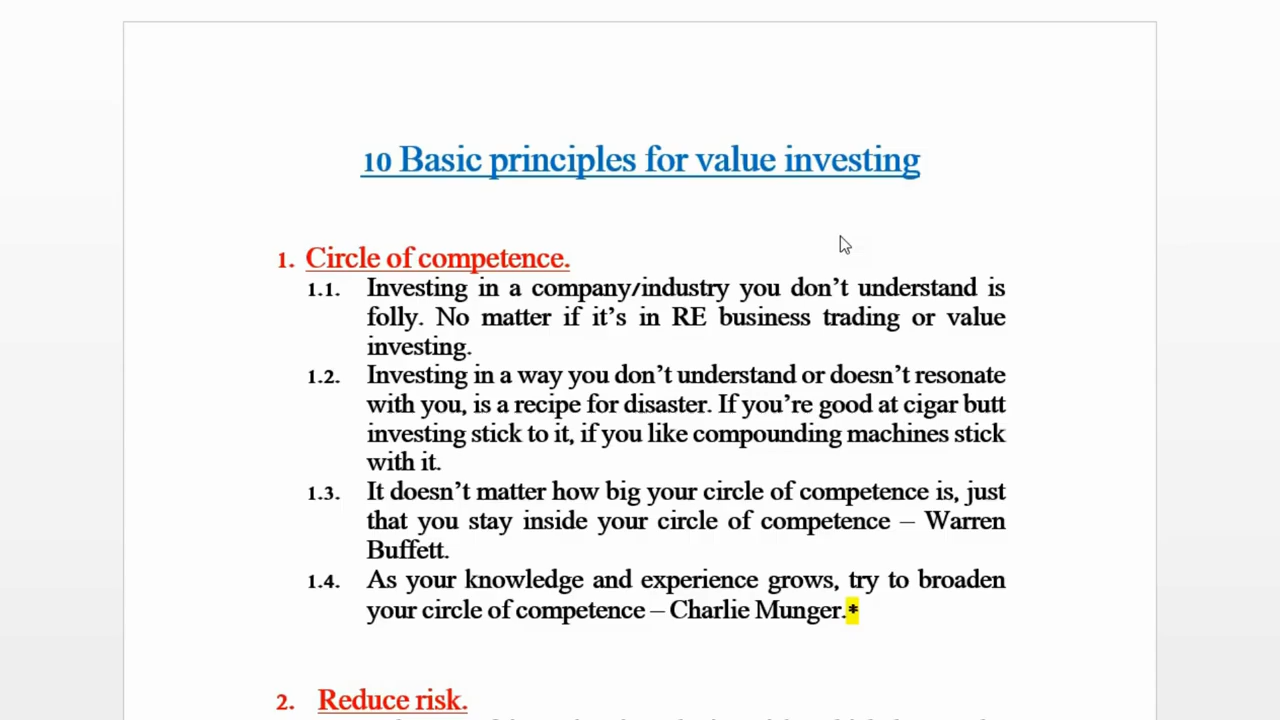 10 Basic principles for value investing
1. Circle of competence.
1.1. Investing in a company/industry you don’t understand is
folly. No matter if it’s in RE business trading or value
investing.
1.2. Investing in a way you don’t understand or doesn’t resonate
with you, is a recipe for disaster. If you’re good at cigar butt
investing stick to it, if you like compounding machines stick
with it.
1.3. It doesn’t matter how big your circle of competence is, just
that you stay inside your circle of competence – Warren
Buffett.
1.4. As your knowledge and experience grows, try to broaden
your circle of competence – Charlie Munger.*
2. Reduce risk.